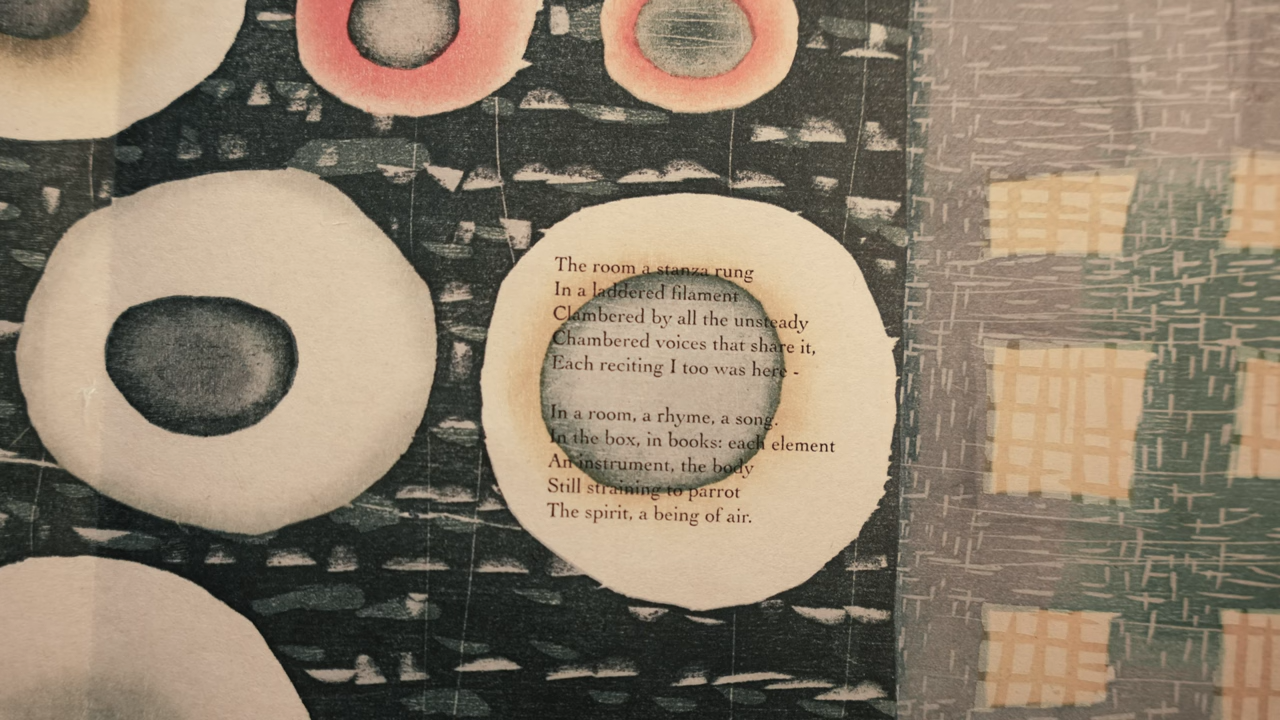 The room a stanza rung
In a laddered filament
Clambered by all the unsteady
Chambered voices that share it,
Each reciting I too was here -
In a room, a rhyme, a song.
In the box, in books: each element
An instrument, the body
Still straining to parrot
The spirit, a being of air.